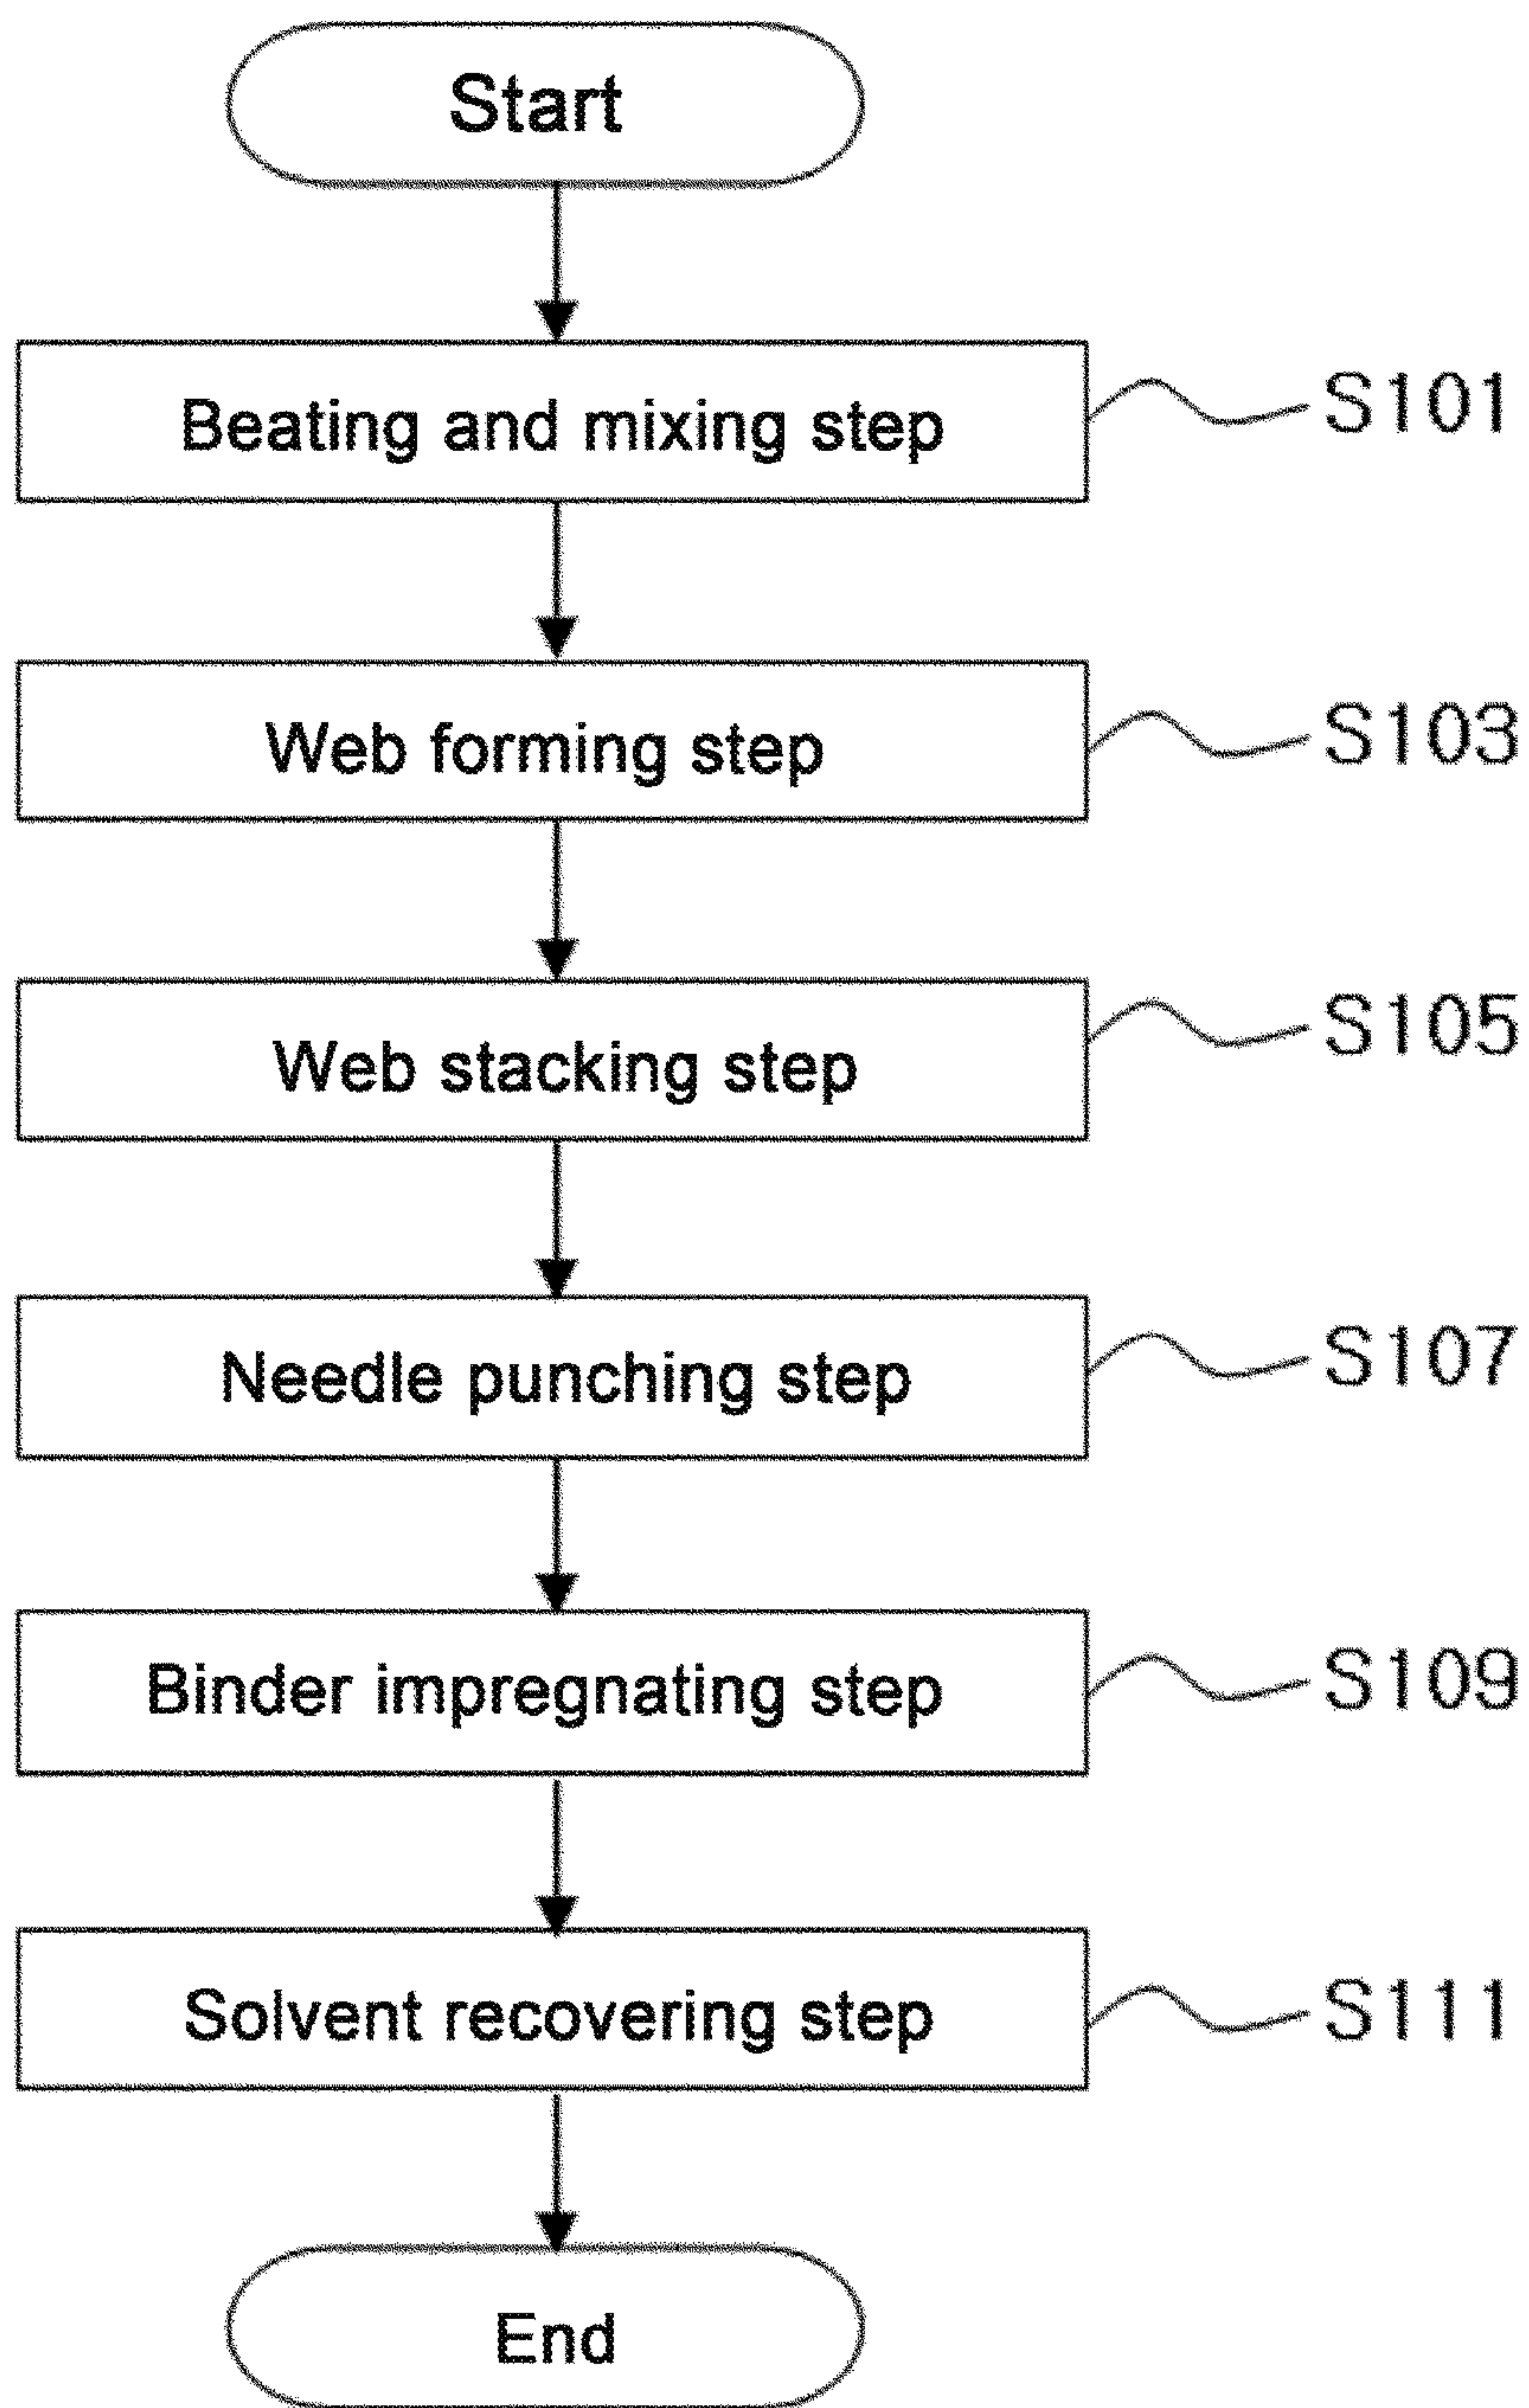 Start
Beating and mixing step
S101
Web forming step
S103
Web stacking step
S105
Needle punching step
S107
Binder impregnating step
S109
Solvent recovering step
S111
End